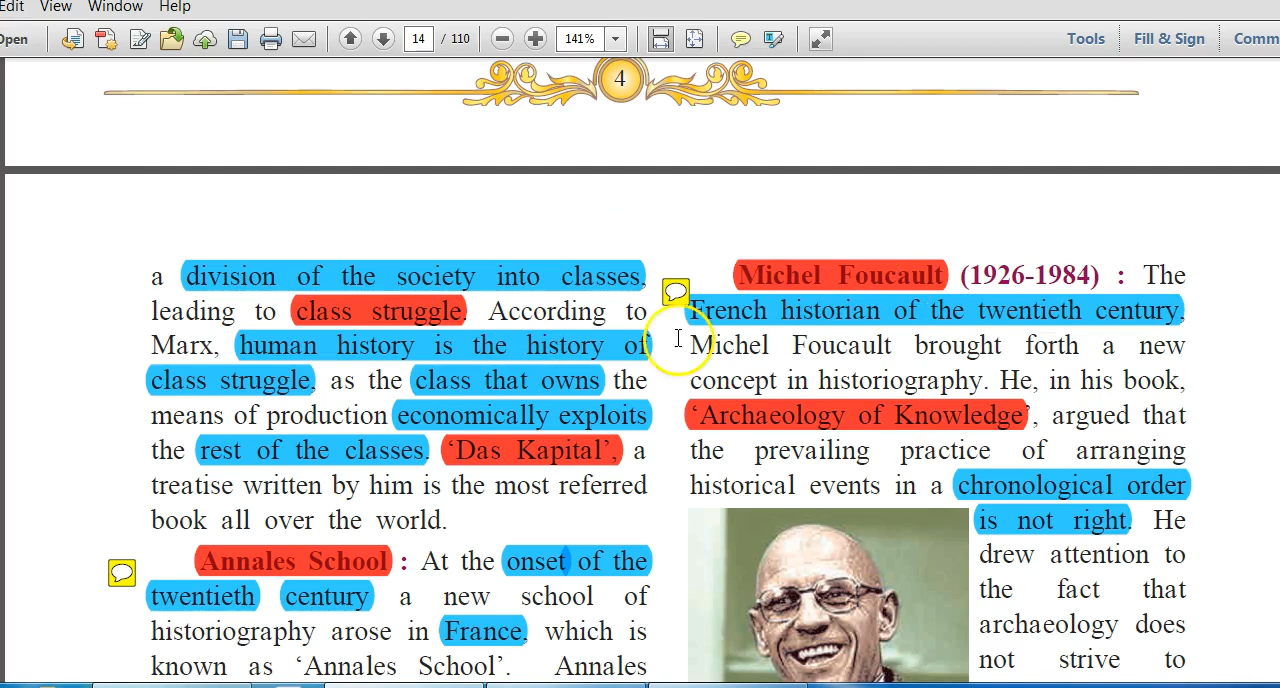 Edit View Window Help
Open 14 / 110 141% Tools Fill & Sign Comm
4
a division of the society into classes,
leading to class struggle. According to
Marx, human history is the history of
class struggle, as the class that owns the
means of production economically exploits
the rest of the classes. ‘Das Kapital’, a
treatise written by him is the most referred
book all over the world.
Annales School : At the onset of the
twentieth century a new school of
historiography arose in France, which is
known as ‘Annales School’. Annales
Michel Foucault (1926-1984) : The
French historian of the twentieth century,
Michel Foucault brought forth a new
concept in historiography. He, in his book,
‘Archaeology of Knowledge’, argued that
the prevailing practice of arranging
historical events in a chronological order
is not right. He
drew attention to
the fact that
archaeology does
not strive to